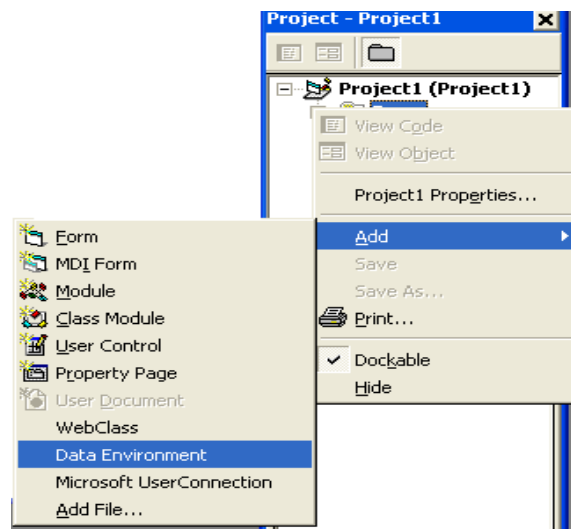 Project - Project1
Project1 (Project1)
View Code
View Object
Project1 Properties...
Add
Save
Save As...
Print...
Dockable
Hide
Form
MDI Form
Module
Class Module
User Control
Property Page
User Document
WebClass
Data Environment
Microsoft UserConnection
Add File...